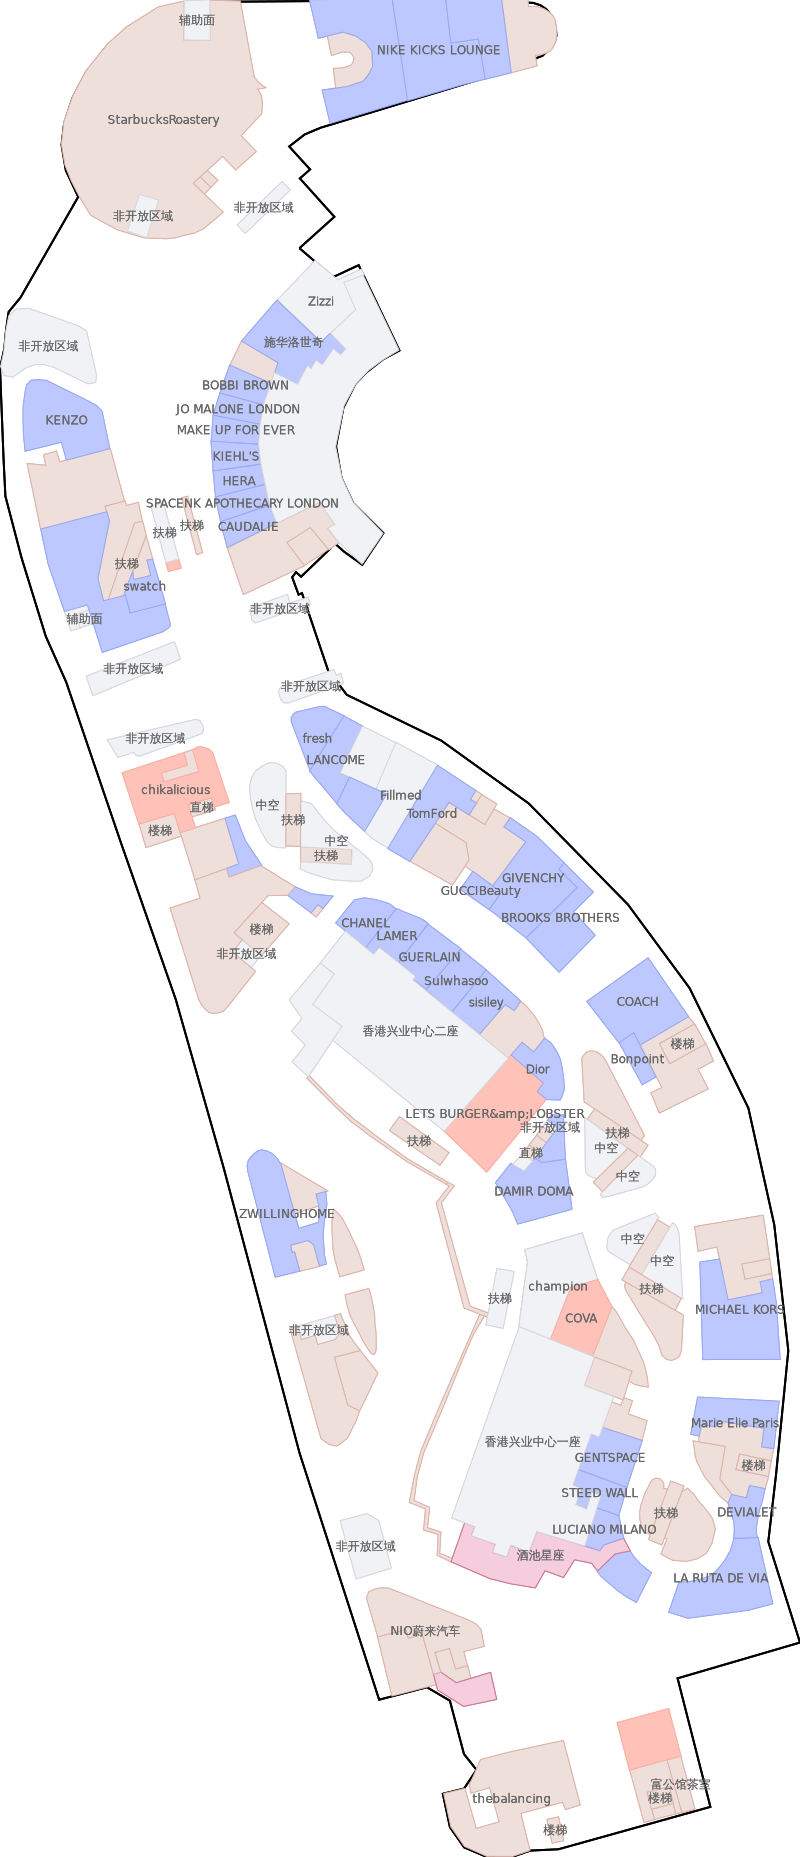 辅助面
NIKE KICKS LOUNGE
StarbucksRoastery
非开放区域
非开放区域
Zizzi
施华洛世奇
非开放区域
BOBBI BROWN
JO MALONE LONDON
KENZO
MAKE UP FOR EVER
KIEHL'S
HERA
SPACENK APOTHECARY LONDON
扶梯
扶梯
CAUDALIE
扶梯
swatch
非开放区域
辅助面
非开放区域
非开放区域
非开放区域
fresh
LANCOME
chikalicious
直梯
楼梯
中空
扶梯
中空
扶梯
Fillmed
TomFord
GIVENCHY
GUCCIBeauty
BROOKS BROTHERS
CHANEL
LAMER
楼梯
非开放区域
GUERLAIN
Sulwhasoo
sisiley
COACH
香港兴业中心二座
楼梯
Bonpoint
Dior
LETS BURGER&amp;LOBSTER
非开放区域
扶梯
扶梯
直梯
中空
中空
DAMIR DOMA
ZWILLINGHOME
中空
中空
champion
扶梯
扶梯
MICHAEL KORS
COVA
非开放区域
Marie Elie Paris
香港兴业中心一座
GENTSPACE
楼梯
STEED WALL
扶梯
DEVIALET
LUCIANO MILANO
非开放区域
酒池星座
LA RUTA DE VIA
NIO蔚来汽车
富公馆茶室
楼梯
thebalancing
楼梯